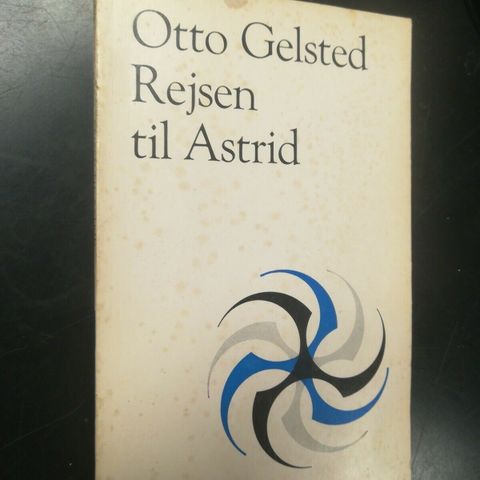 Otto Gelsted
Rejsen
til Astrid